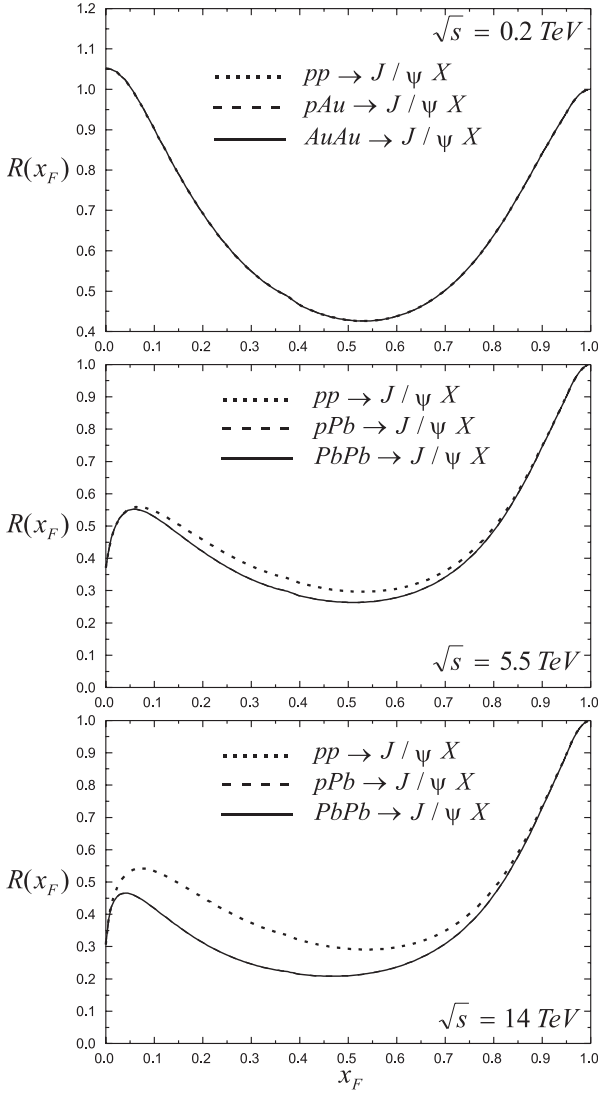 √s = 0.2 TeV
1.2
1.1
1.0
0.9
0.8
0.7
0.6
0.5
0.4
pp → J / ψ X
pAu → J / ψ X
AuAu → J / ψ X
R(x_F)
0.0 0.1 0.2 0.3 0.4 0.5 0.6 0.7 0.8 0.9 1.0
1.0
0.9
0.8
0.7
0.6
0.5
0.4
0.3
0.2
0.1
0.0
pp → J / ψ X
pPb → J / ψ X
PbPb → J / ψ X
R(x_F)
√s = 5.5 TeV
0.0 0.1 0.2 0.3 0.4 0.5 0.6 0.7 0.8 0.9 1.0
1.0
0.9
0.8
0.7
0.6
0.5
0.4
0.3
0.2
0.1
0.0
pp → J / ψ X
pPb → J / ψ X
PbPb → J / ψ X
R(x_F)
√s = 14 TeV
0.0 0.1 0.2 0.3 0.4 0.5 0.6 0.7 0.8 0.9 1.0
x_F